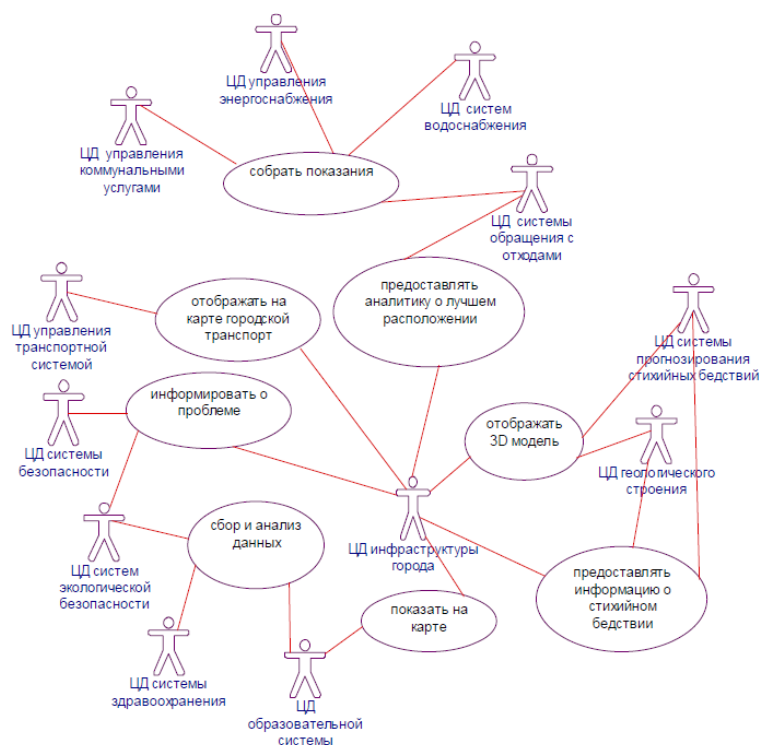 ЦД управления
энергоснабжения
ЦД систем
водоснабжения
ЦД управления
коммунальными
услугами
собрать показания
ЦД системы
обращения с
отходами
предоставлять
аналитику о лучшем
расположении
отображать на
карте городской
транспорт
ЦД управления
транспортной
системой
ЦД системы
прогнозирования
стихийных бедствий
информировать о
проблеме
ЦД системы
безопасности
отображать
3D модель
ЦД геологического
строения
сбор и анализ
данных
ЦД инфраструктуры
города
ЦД систем
экологической
безопасности
предоставлять
информацию о
стихийном
бедствии
показать на
карте
ЦД системы
здравоохранения
ЦД
образовательной
системы